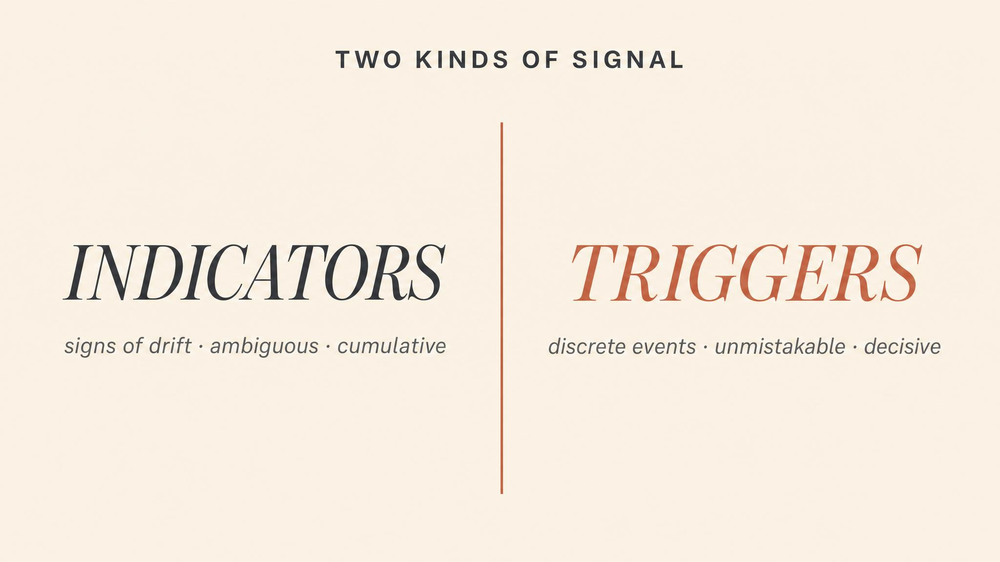 TWO KINDS OF SIGNAL
INDICATORS
signs of drift · ambiguous · cumulative
TRIGGERS
discrete events · unmistakable · decisive